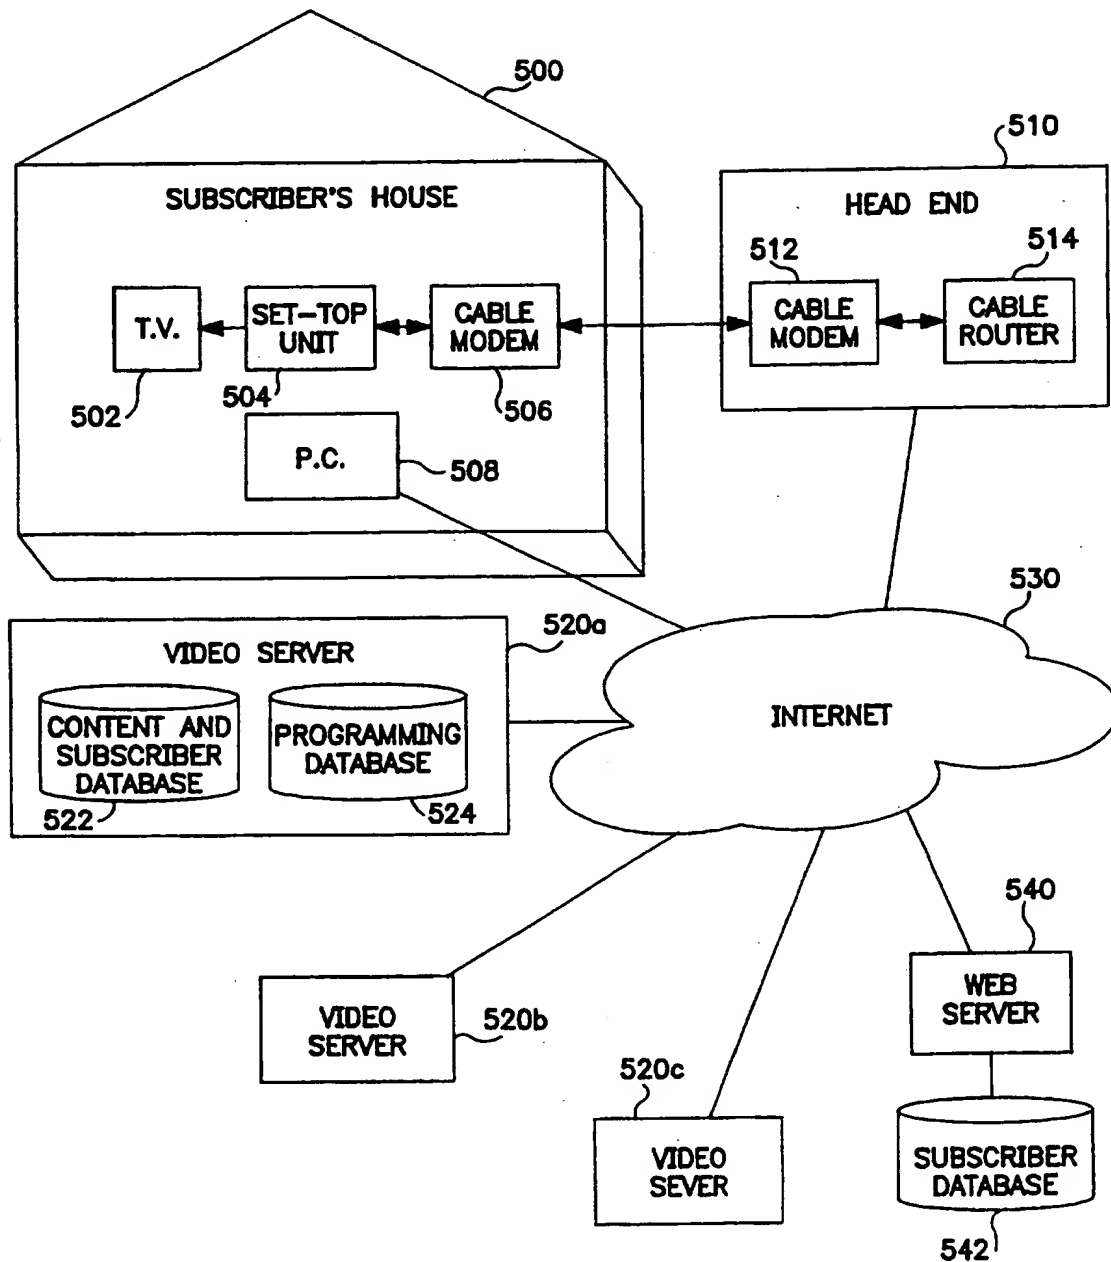 500
SUBSCRIBER'S HOUSE
T.V.
502
SET-TOP
UNIT
504
CABLE
MODEM
506
P.C.
508
510
HEAD END
512
CABLE
MODEM
514
CABLE
ROUTER
530
INTERNET
520a
VIDEO SERVER
CONTENT AND
SUBSCRIBER
DATABASE
522
PROGRAMMING
DATABASE
524
VIDEO
SERVER
520b
520c
VIDEO
SEVER
540
WEB
SERVER
SUBSCRIBER
DATABASE
542